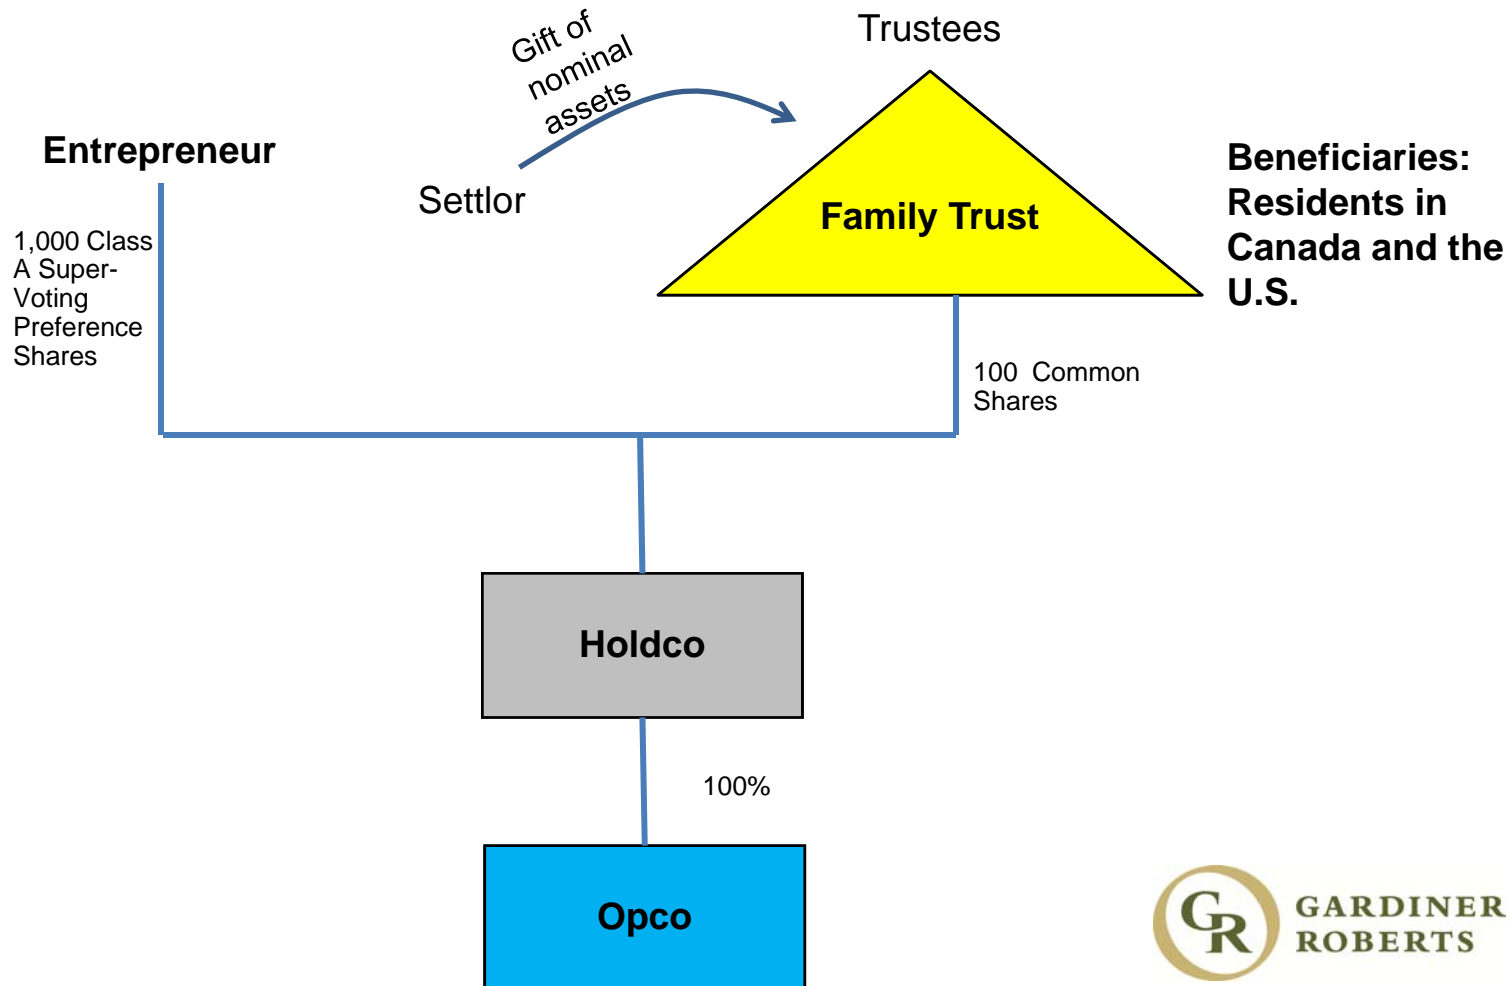 Gift of
nominal
assets
Trustees
Entrepreneur
Settlor
Family Trust
Beneficiaries:
Residents in
Canada and the
U.S.
1,000 Class
A Super-
Voting
Preference
Shares
100 Common
Shares
Holdco
100%
Opco
GR
GARDINER
ROBERTS